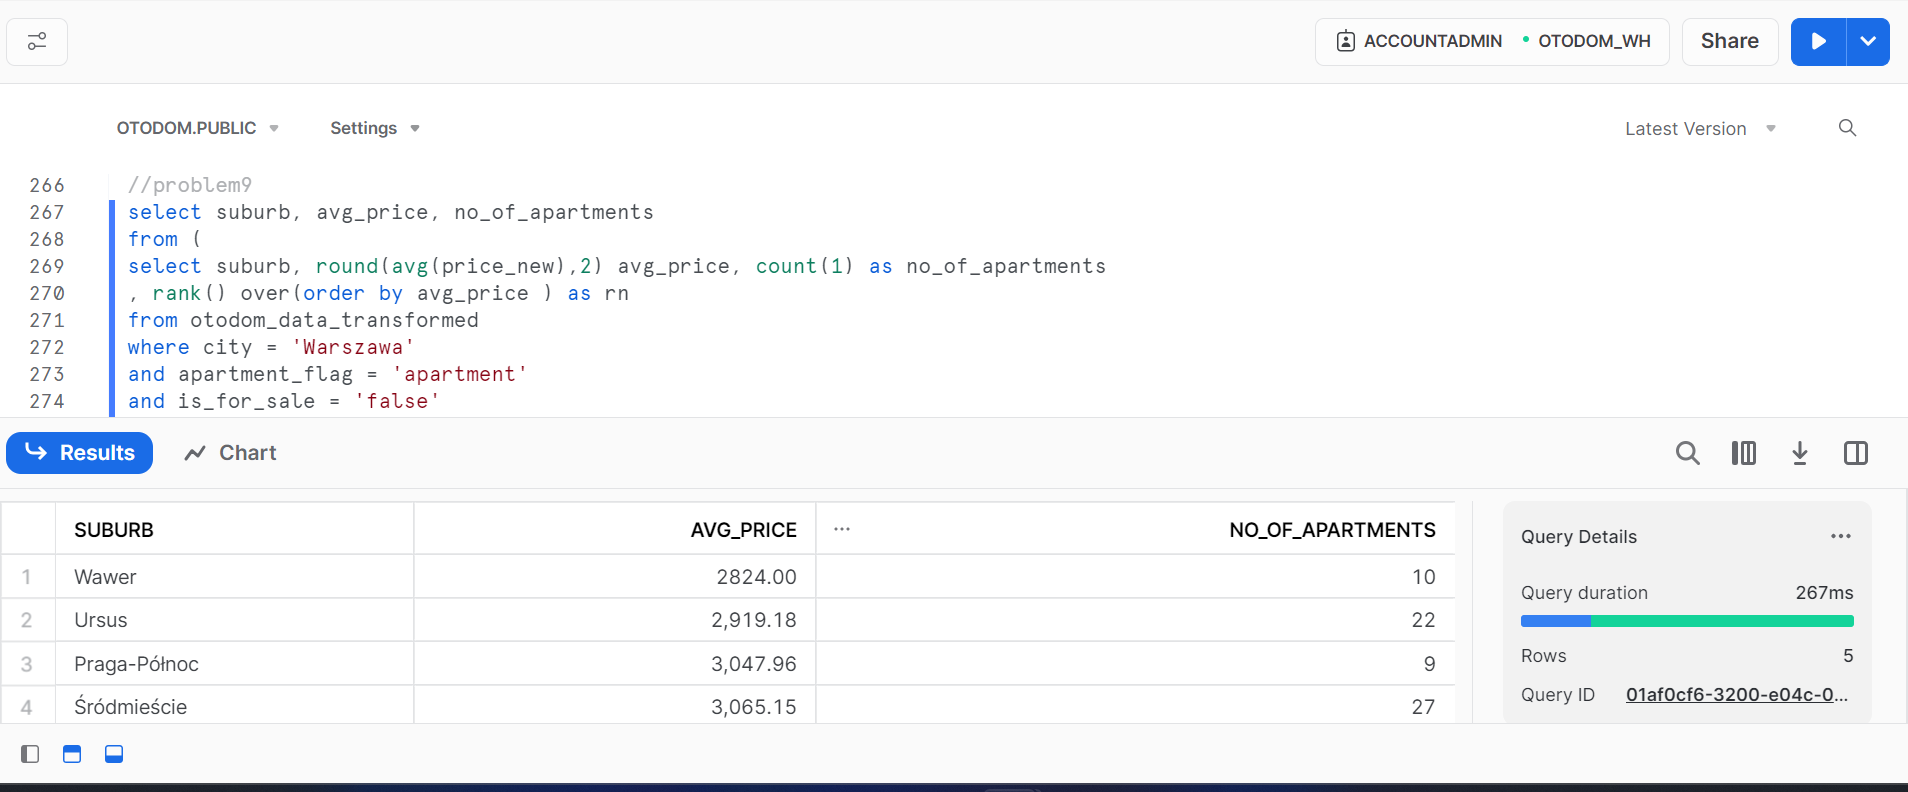 ACCOUNTADMIN OTODOM_WH Share
OTODOM.PUBLIC Settings Latest Version
266 //problem9
267 select suburb, avg_price, no_of_apartments
268 from (
269 select suburb, round(avg(price_new),2) avg_price, count(1) as no_of_apartments
270 , rank() over(order by avg_price ) as rn
271 from otodom_data_transformed
272 where city = 'Warszawa'
273 and apartment_flag = 'apartment'
274 and is_for_sale = 'false'
Results Chart
SUBURB AVG_PRICE ... NO_OF_APARTMENTS
1 Wawer 2824.00 10
2 Ursus 2,919.18 22
3 Praga-Północ 3,047.96 9
4 Śródmieście 3,065.15 27
Query Details ...
Query duration 267ms
Rows 5
Query ID 01af0cf6-3200-e04c-0...